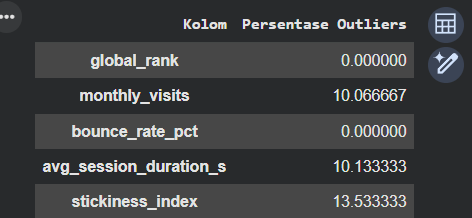 Kolom Persentase Outliers
global_rank 0.000000
monthly_visits 10.066667
bounce_rate_pct 0.000000
avg_session_duration_s 10.133333
stickiness_index 13.533333